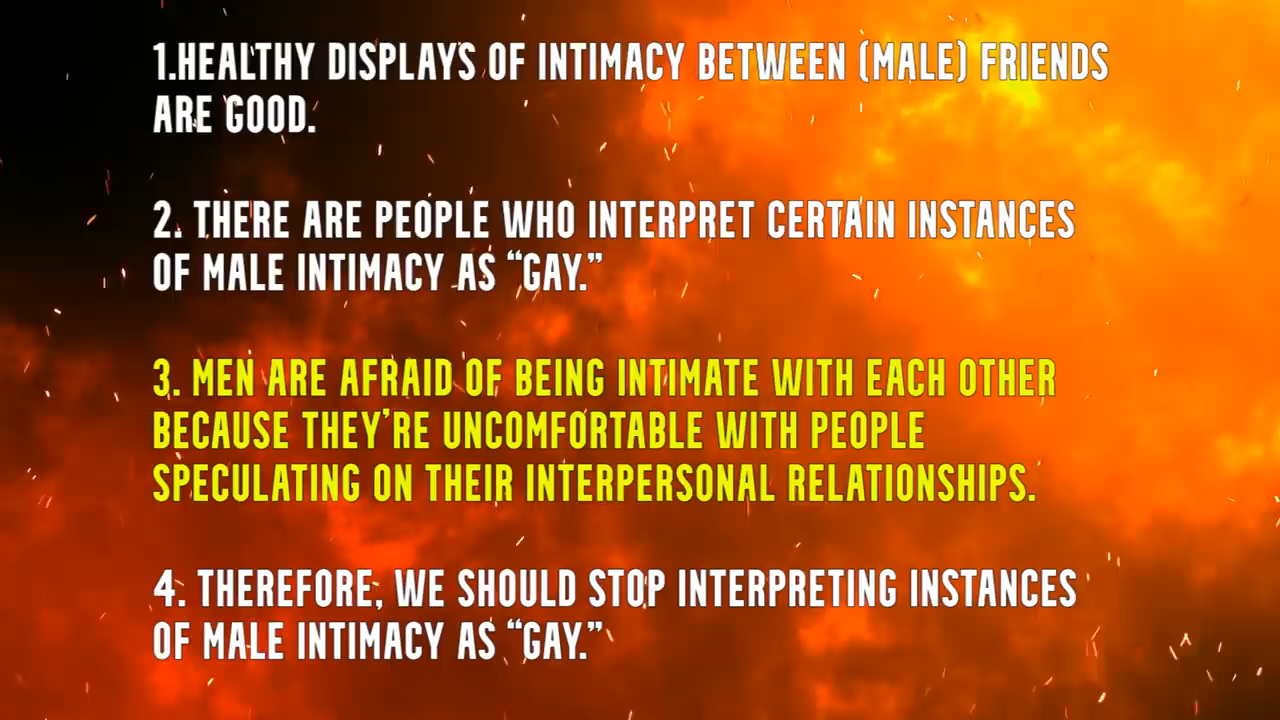 1.HEALTHY DISPLAYS OF INTIMACY BETWEEN (MALE) FRIENDS
ARE GOOD.
2. THERE ARE PEOPLE WHO INTERPRET CERTAIN INSTANCES
OF MALE INTIMACY AS “GAY.”
3. MEN ARE AFRAID OF BEING INTIMATE WITH EACH OTHER
BECAUSE THEY’RE UNCOMFORTABLE WITH PEOPLE
SPECULATING ON THEIR INTERPERSONAL RELATIONSHIPS.
4. THEREFORE, WE SHOULD STOP INTERPRETING INSTANCES
OF MALE INTIMACY AS “GAY.”